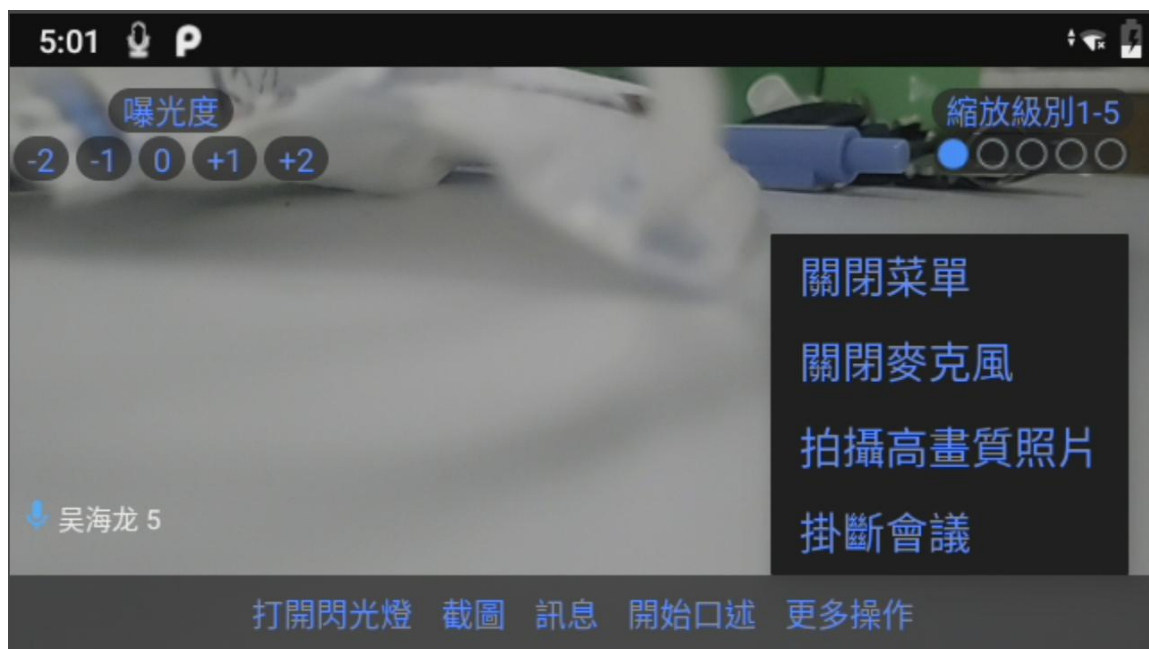 5:01
曝光度
縮放級別1-5
-2 -1 0 +1 +2
關閉菜單
關閉麥克風
拍攝高畫質照片
吴海龙 5
掛斷會議
打開閃光燈 截圖 訊息 開始口述 更多操作